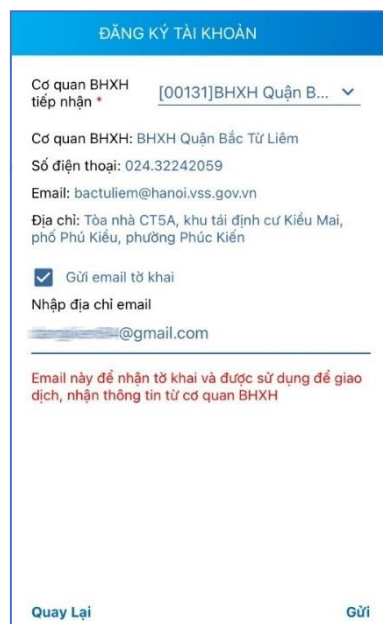 ĐĂNG KÝ TÀI KHOẢN
Cơ quan BHXH
tiếp nhận *
[00131]BHXH Quận B...
Cơ quan BHXH: BHXH Quận Bắc Từ Liêm
Số điện thoại: 024.32242059
Email: bactuliem@hanoi.vss.gov.vn
Địa chỉ: Tòa nhà CT5A, khu tái định cư Kiều Mai,
phố Phú Kiều, phường Phúc Kiến
Gửi email tờ khai
Nhập địa chỉ email
@gmail.com
Email này để nhận tờ khai và được sử dụng để giao
dịch, nhận thông tin từ cơ quan BHXH
Quay Lại
Gửi